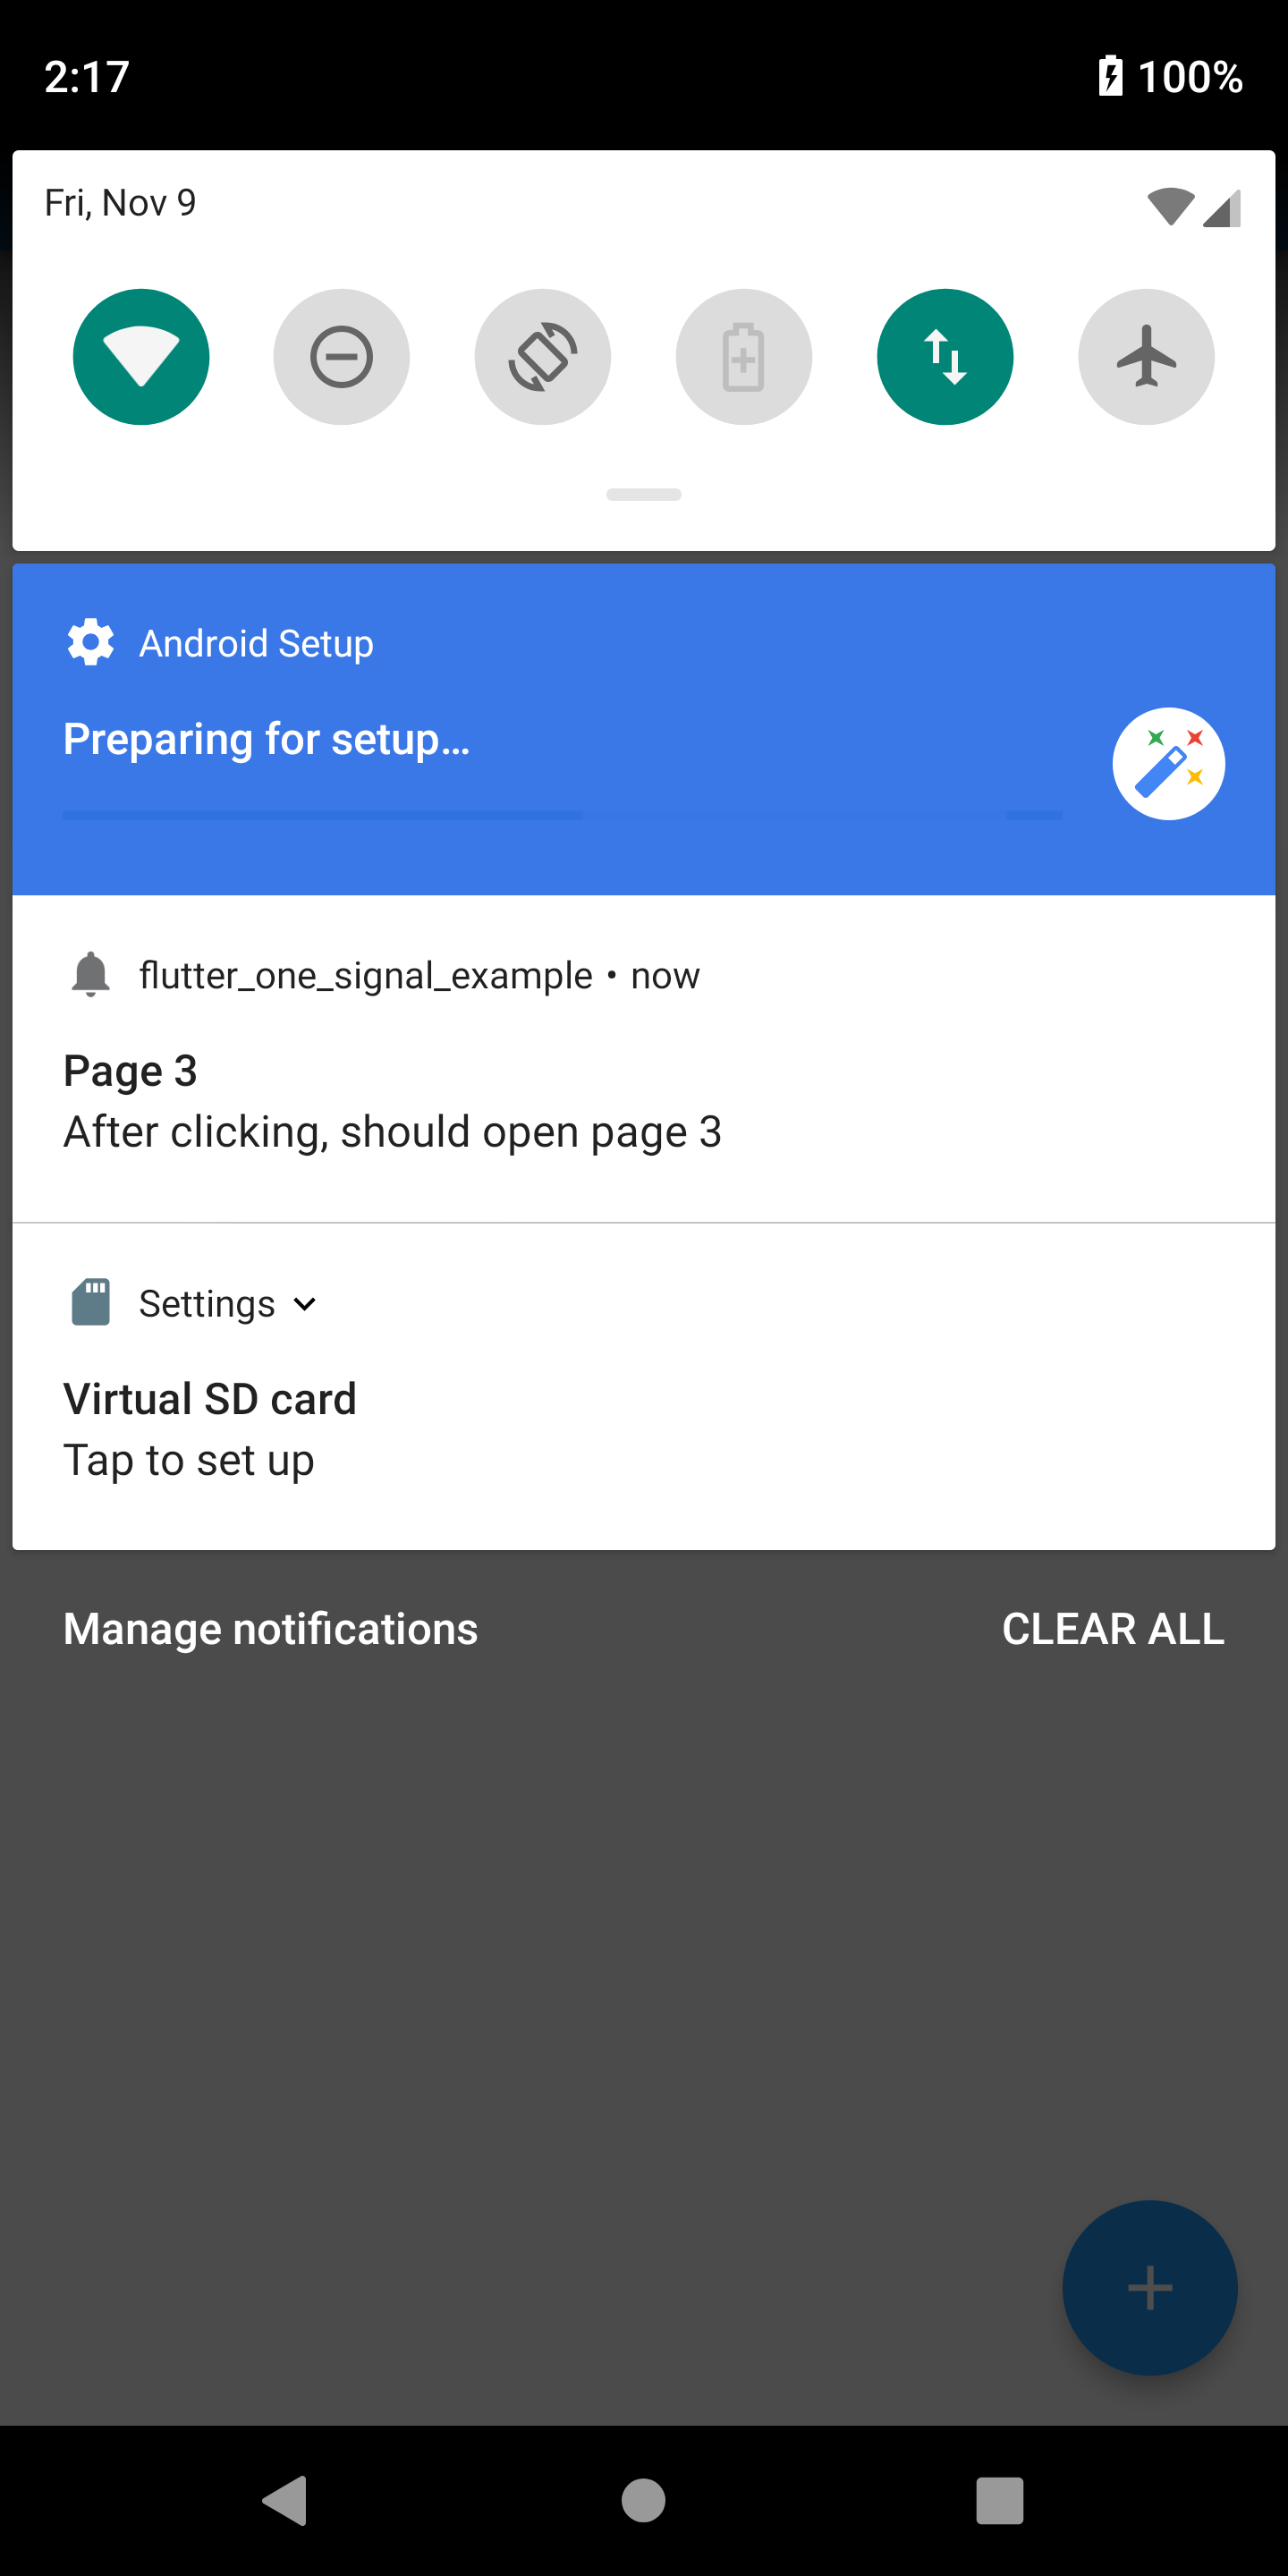 2:17
100%
Fri, Nov 9
Android Setup
Preparing for setup…
flutter_one_signal_example • now
Page 3
After clicking, should open page 3
Settings
Virtual SD card
Tap to set up
Manage notifications
CLEAR ALL